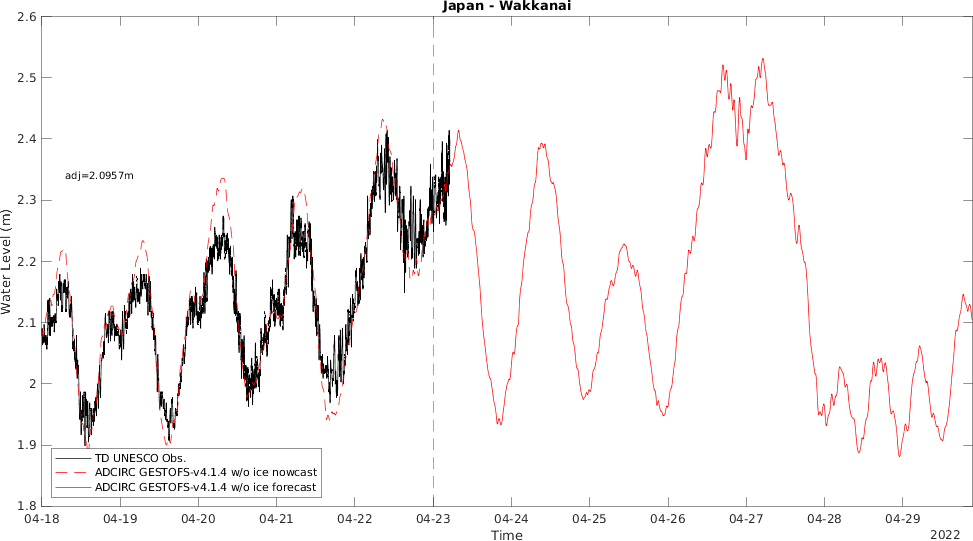 Japan - Wakkanai
2.6
2.5
2.4
2.3
2.2
2.1
2
1.9
1.8
Water Level (m)
adj=2.0957m
TD UNESCO Obs.
ADCIRC GESTOFS-v4.1.4 w/o ice nowcast
ADCIRC GESTOFS-v4.1.4 w/o ice forecast
04-18 04-19 04-20 04-21 04-22 04-23 04-24 04-25 04-26 04-27 04-28 04-29
Time
2022